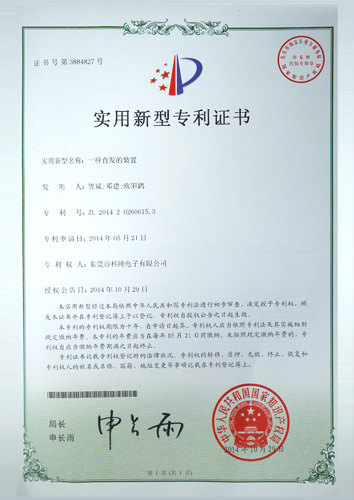 证书号第3884827号
实用新型专利证书
实用新型名称：一种直发的装置
发 明 人：贺斌;邓建;欧阳鹍
专 利 号：ZL 2014 2 0260615.3
专利申请日：2014年05月21日
专利权人：东莞市科纯电子有限公司
授权公告日：2014年10月29日
本实用新型经过本局依照中华人民共和国专利法进行初步审查，决定授予专利权，颁
发本证书并在专利登记簿上予以登记。专利权自授权公告之日起生效。
本专利的专利权期限为十年，自申请日起算。专利权人应当依照专利法及其实施细则
规定缴纳年费。本专利的年费应当在每年05月21日前缴纳。未按照规定缴纳年费的，专利
权自应当缴纳年费期满之日起终止。
专利证书记载专利权登记时的法律状况。专利权的转移、质押、无效、终止、恢复和
专利权人的姓名或名称、国籍、地址变更等事项记载在专利登记簿上。
局长
申长雨
申长雨
中华人民共和国国家知识产权局
2014年10月29日
第1页(共1页)